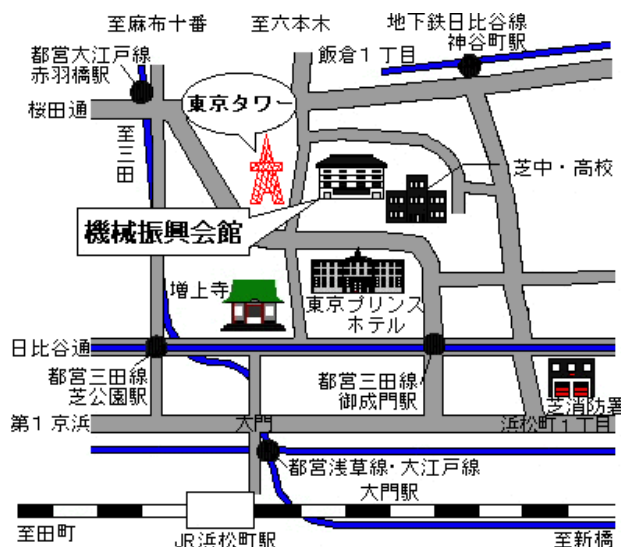 至麻布十番
至六本木
地下鉄日比谷線
神谷町駅
都営大江戸線
赤羽橋駅
飯倉1丁目
桜田通
東京タワー
至三田
芝中・高校
機械振興会館
増上寺
東京プリンス
ホテル
日比谷通
都営三田線
芝公園駅
都営三田線
御成門駅
芝消防署
第1京浜
大門
浜松町1丁目
都営浅草線・大江戸線
大門駅
至田町
JR浜松町駅
至新橋